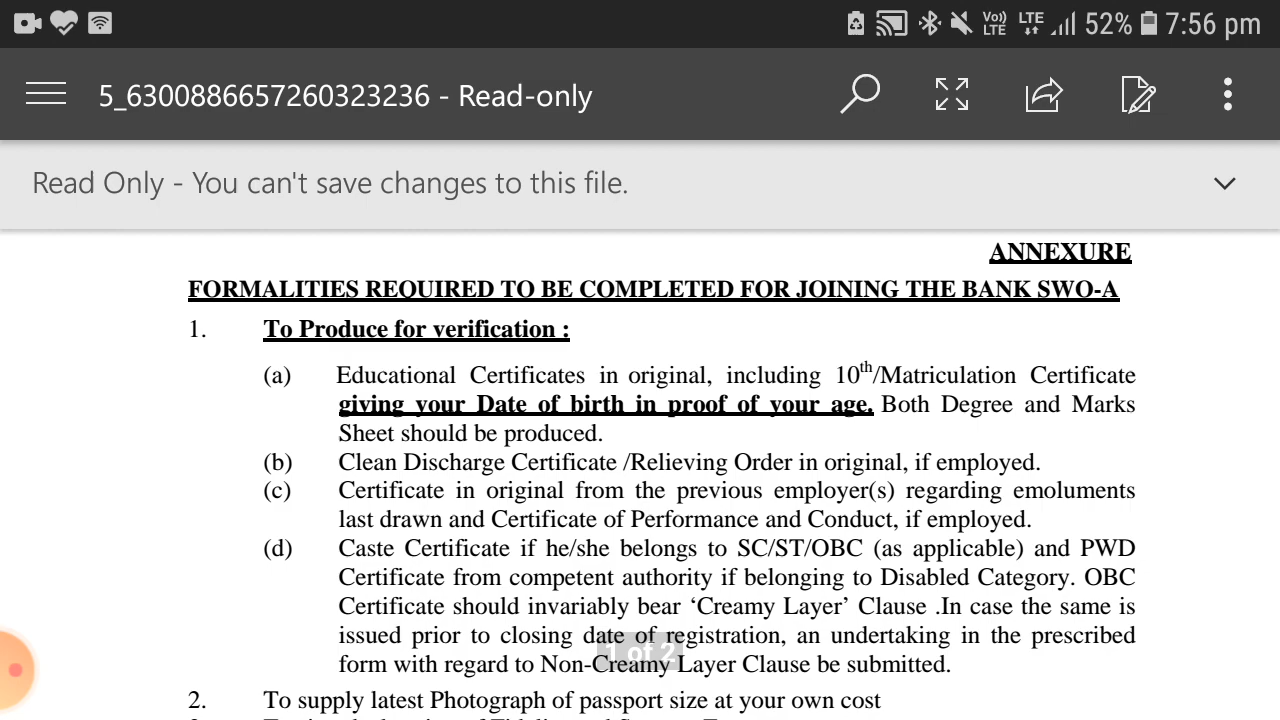 Vo)) LTE LTE 52% 7:56 pm
5_6300886657260323236 - Read-only
Read Only - You can't save changes to this file.
ANNEXURE
FORMALITIES REQUIRED TO BE COMPLETED FOR JOINING THE BANK SWO-A
1. To Produce for verification :
(a) Educational Certificates in original, including 10th/Matriculation Certificate
giving your Date of birth in proof of your age. Both Degree and Marks
Sheet should be produced.
(b) Clean Discharge Certificate /Relieving Order in original, if employed.
(c) Certificate in original from the previous employer(s) regarding emoluments
last drawn and Certificate of Performance and Conduct, if employed.
(d) Caste Certificate if he/she belongs to SC/ST/OBC (as applicable) and PWD
Certificate from competent authority if belonging to Disabled Category. OBC
Certificate should invariably bear ‘Creamy Layer’ Clause .In case the same is
issued prior to closing date of registration, an undertaking in the prescribed
form with regard to Non-Creamy Layer Clause be submitted.
1 of 2
2. To supply latest Photograph of passport size at your own cost